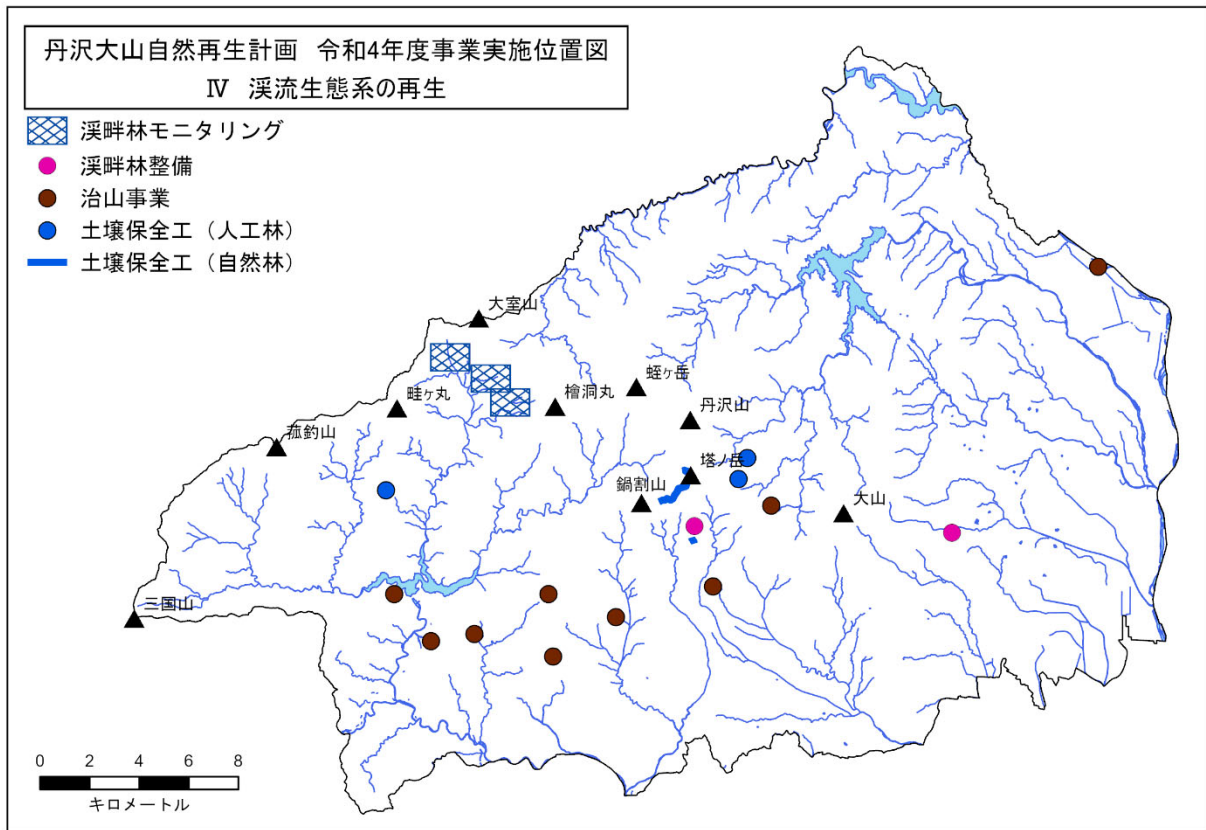 丹沢大山自然再生計画 令和4年度事業実施位置図
Ⅳ 渓流生態系の再生
渓畔林モニタリング
渓畔林整備
治山事業
土壌保全工（人工林）
土壌保全工（自然林）
大室山
畦ヶ丸
檜洞丸
蛭ヶ岳
丹沢山
菰釣山
塔ノ岳
鍋割山
大山
三国山
0 2 4 6 8
キロメートル